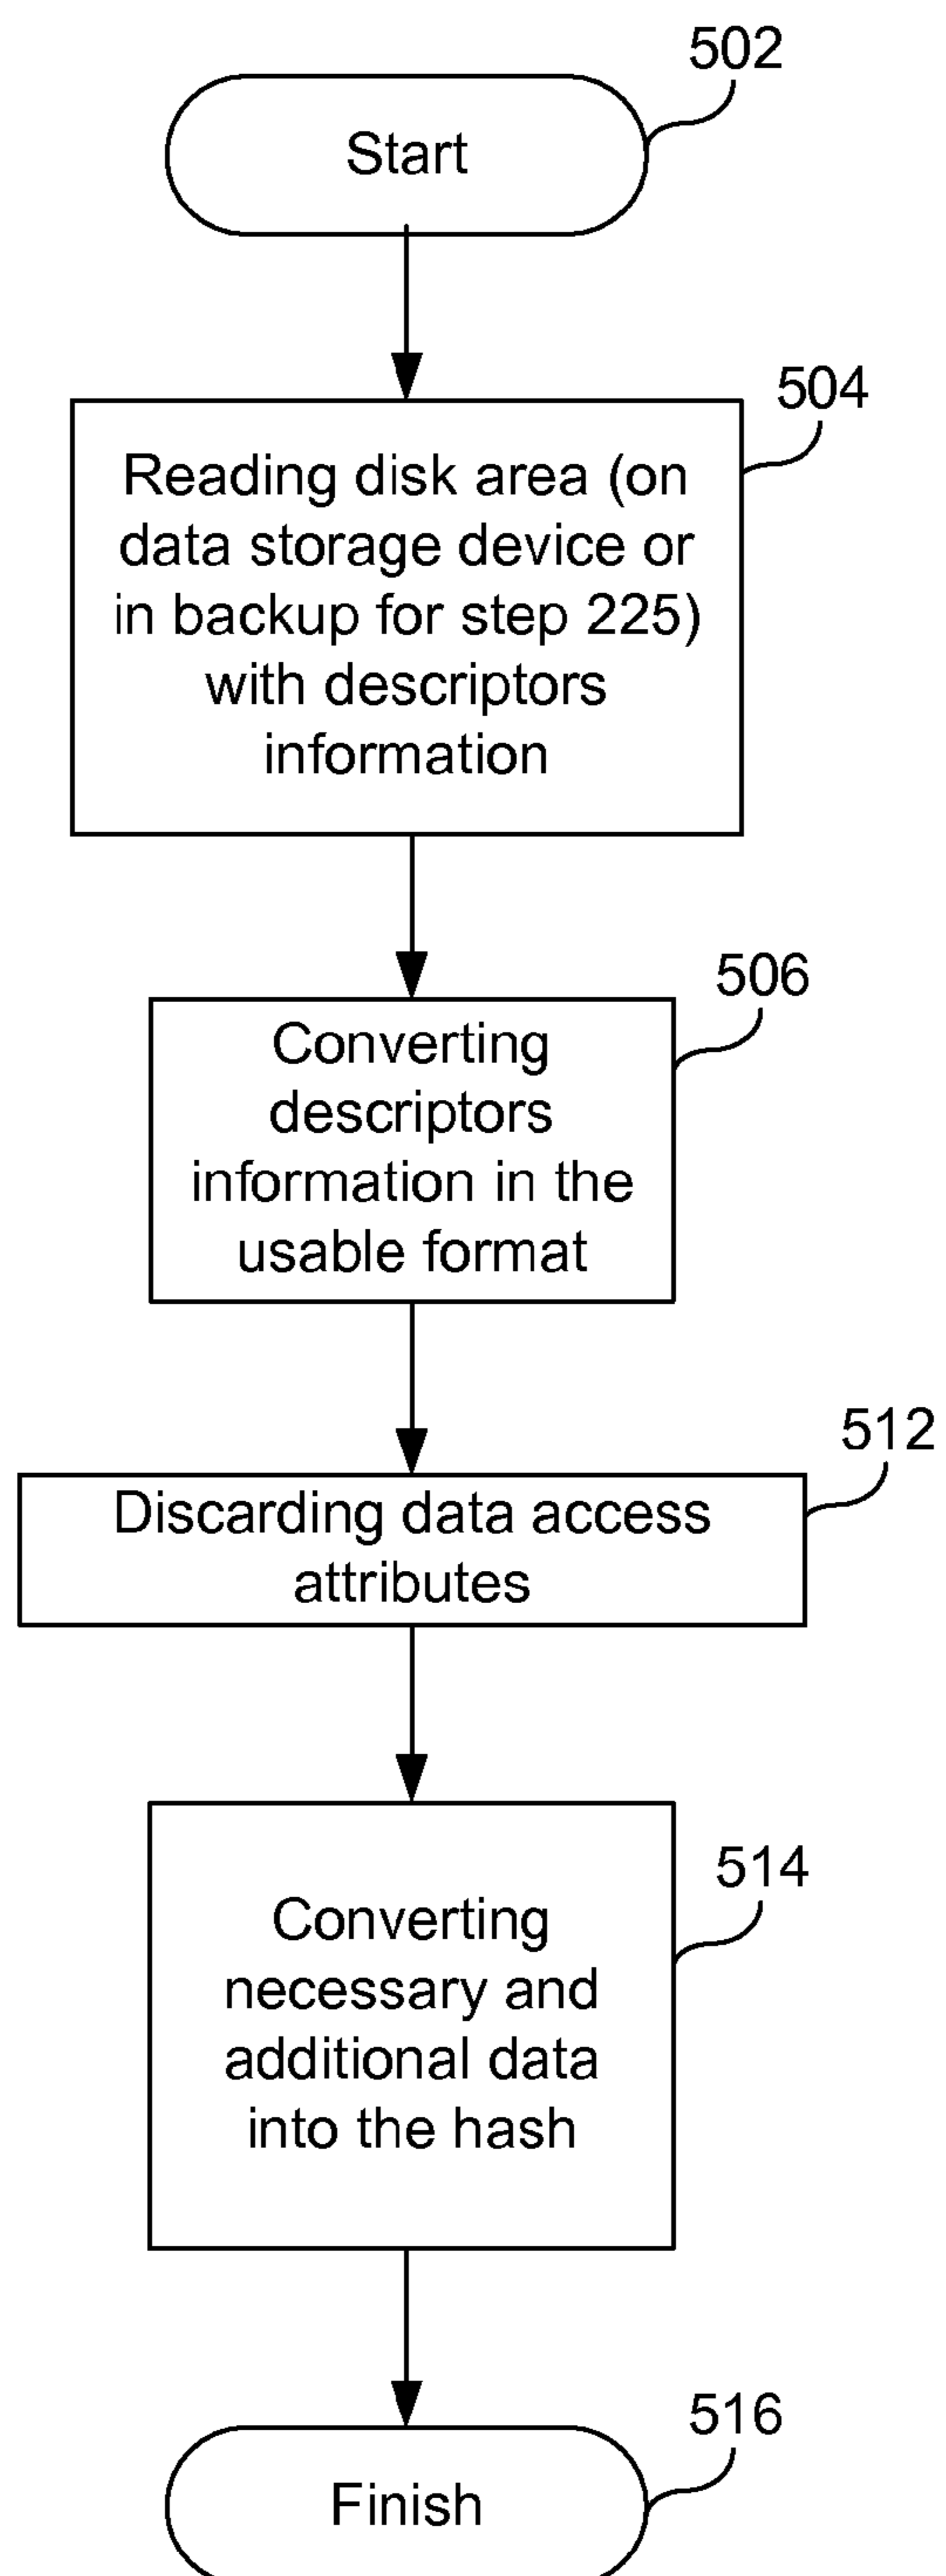 502
Start
504
Reading disk area (on
data storage device or
in backup for step 225)
with descriptors
information
506
Converting
descriptors
information in the
usable format
512
Discarding data access
attributes
514
Converting
necessary and
additional data
into the hash
516
Finish